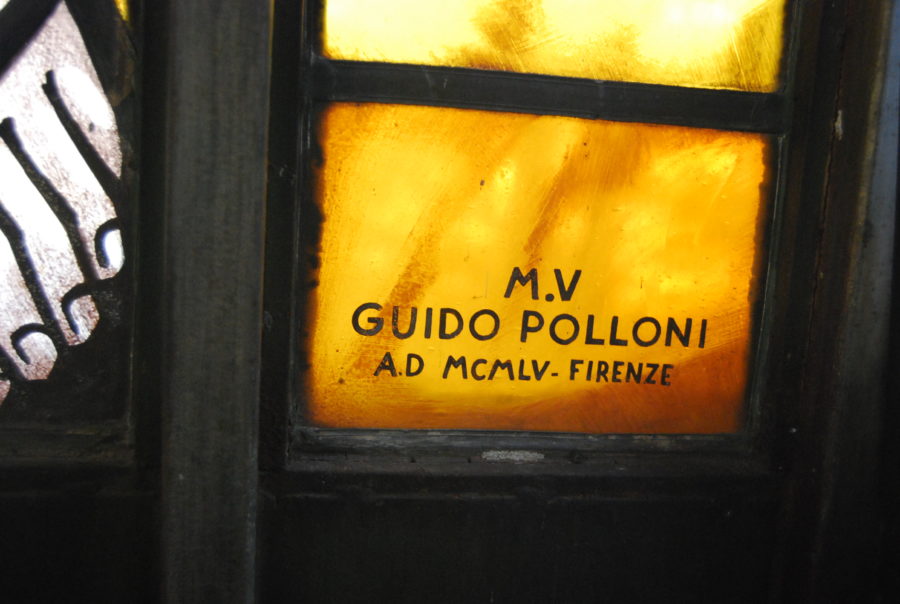 M.V
GUIDO POLLONI
A.D MCMLV-FIRENZE